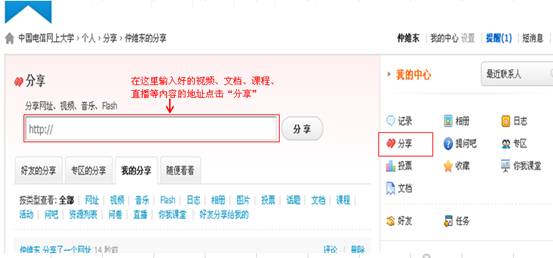 中国电信网上大学 › 个人 › 分享 › 仲维东的分享
仲维东 我的中心 设置 提醒(1) 短消息
分享
在这里输入好的视频、文档、课程、
直播等内容的地址点击“分享”
分享网址、视频、音乐、Flash
http://
分享
好友的分享 专区的分享 我的分享 随便看看
按类型查看: 全部 网址 视频 音乐 Flash 日志 相册 图片 投票 话题 文档 课程
活动 问吧 资源列表 问卷 直播 你我课堂 好友分享给我的
仲维东 分享了一个网址 14 秒前 评论 删除
我的中心
最近联系人
记录 相册 日志
分享 提问吧 专区
投票 收藏 你我课堂
文档
好友 任务